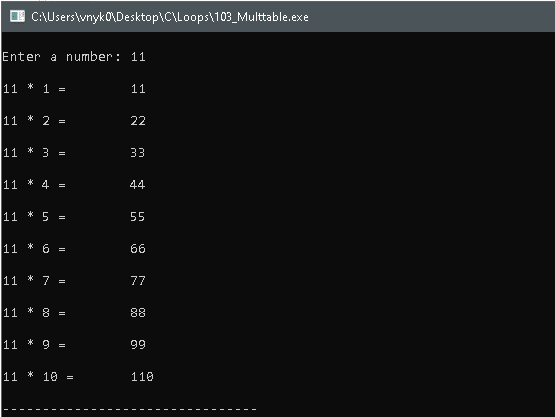 C:\Users\vnyk0\Desktop\C\Loops\103_Multtable.exe
Enter a number: 11
11 * 1 =        11
11 * 2 =        22
11 * 3 =        33
11 * 4 =        44
11 * 5 =        55
11 * 6 =        66
11 * 7 =        77
11 * 8 =        88
11 * 9 =        99
11 * 10 =       110
--------------------------------